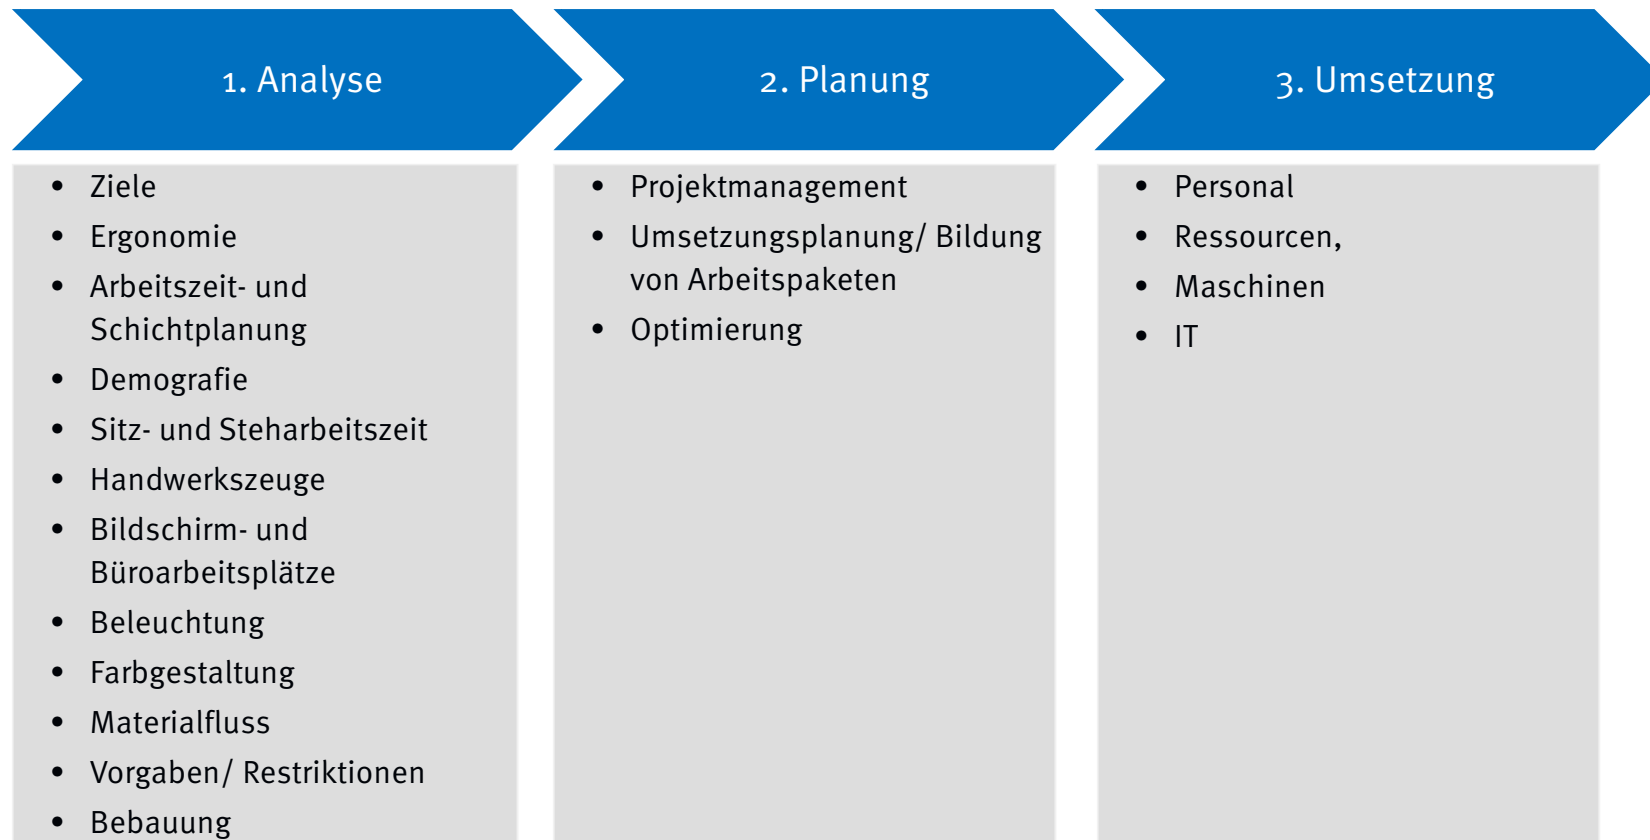 1. Analyse
• Ziele
• Ergonomie
• Arbeitszeit- und
Schichtplanung
• Demografie
• Sitz- und Steharbeitszeit
• Handwerkszeuge
• Bildschirm- und
Büroarbeitsplätze
• Beleuchtung
• Farbgestaltung
• Materialfluss
• Vorgaben/ Restriktionen
• Bebauung
2. Planung
• Projektmanagement
• Umsetzungsplanung/ Bildung
von Arbeitspaketen
• Optimierung
3. Umsetzung
• Personal
• Ressourcen,
• Maschinen
• IT